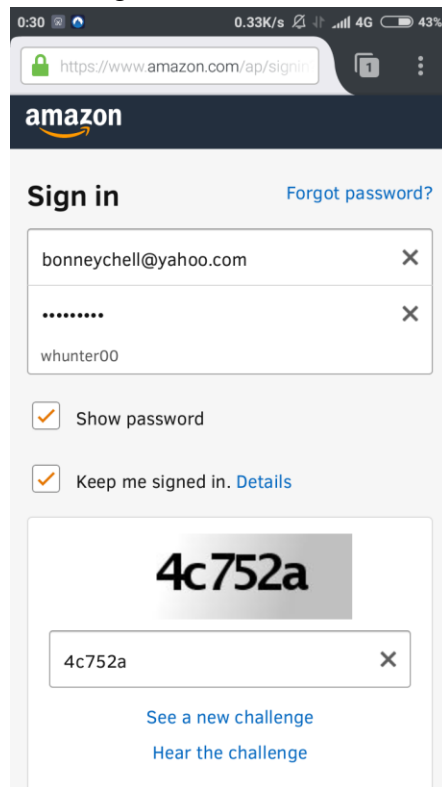 0:30 0.33K/s 4G 43%
https://www.amazon.com/ap/signin 1
amazon
Sign in Forgot password?
bonneychell@yahoo.com
•••••••••
whunter00
Show password
Keep me signed in. Details
4c752a
4c752a
See a new challenge
Hear the challenge